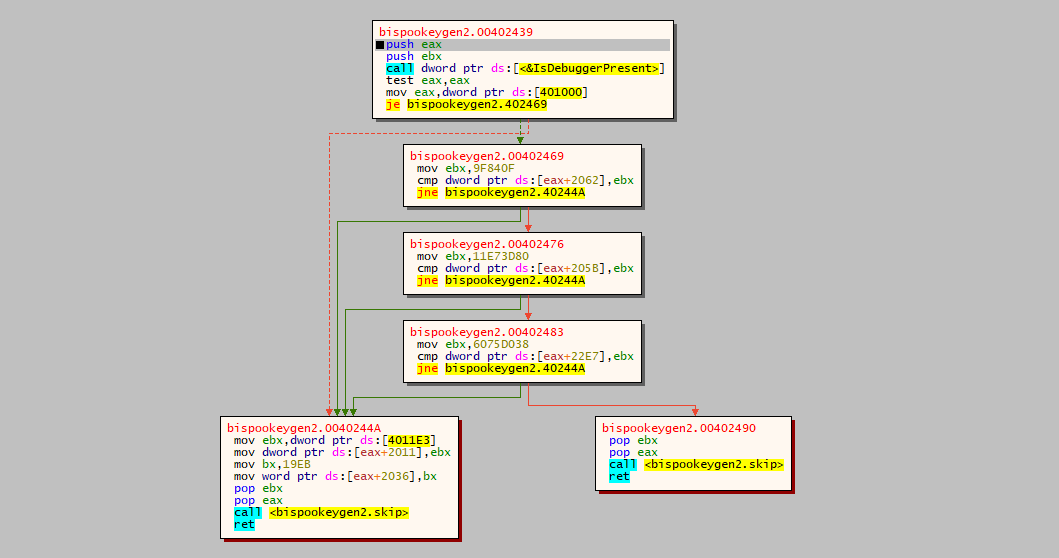 bispookeygen2.00402439
push eax
push ebx
call dword ptr ds:[<&IsDebuggerPresent>]
test eax,eax
mov eax,dword ptr ds:[401000]
je bispookeygen2.402469
bispookeygen2.00402469
mov ebx,9F840F
cmp dword ptr ds:[eax+2062],ebx
jne bispookeygen2.40244A
bispookeygen2.00402476
mov ebx,11E73D80
cmp dword ptr ds:[eax+205B],ebx
jne bispookeygen2.40244A
bispookeygen2.00402483
mov ebx,6075D038
cmp dword ptr ds:[eax+22E7],ebx
jne bispookeygen2.40244A
bispookeygen2.0040244A
mov ebx,dword ptr ds:[4011E3]
mov dword ptr ds:[eax+2011],ebx
mov bx,19EB
mov word ptr ds:[eax+2036],bx
pop ebx
pop eax
call <bispookeygen2.skip>
ret
bispookeygen2.00402490
pop ebx
pop eax
call <bispookeygen2.skip>
ret